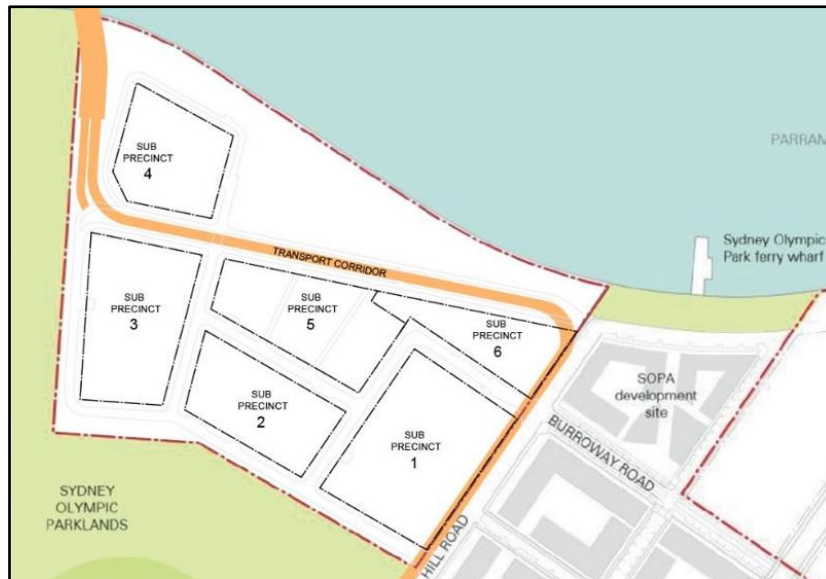 PARRAM
SUB
PRECINCT
4
Sydney Olympic
Park ferry wharf
TRANSPORT CORRIDOR
SUB
PRECINCT
3
SUB
PRECINCT
5
SUB
PRECINCT
6
SOPA
development
site
SUB
PRECINCT
2
SUB
PRECINCT
1
BURROWAY ROAD
SYDNEY
OLYMPIC
PARKLANDS
HILL ROAD